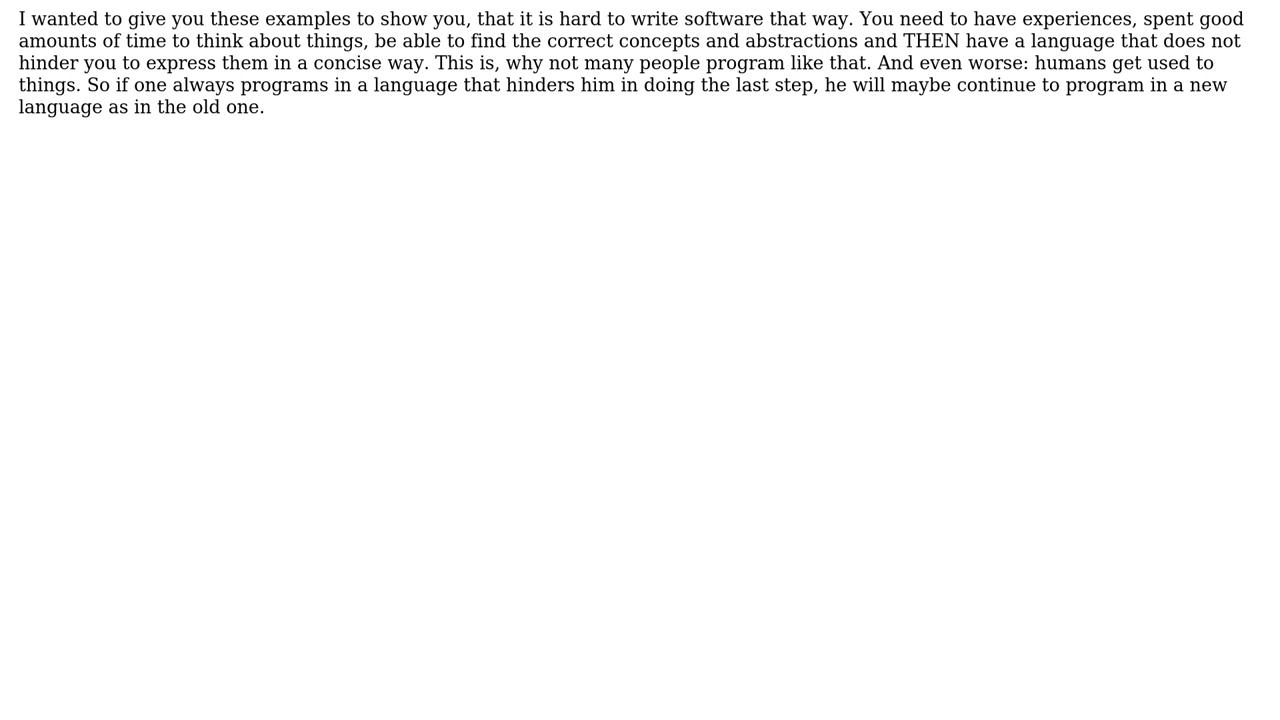 I wanted to give you these examples to show you, that it is hard to write software that way. You need to have experiences, spent good
amounts of time to think about things, be able to find the correct concepts and abstractions and THEN have a language that does not
hinder you to express them in a concise way. This is, why not many people program like that. And even worse: humans get used to
things. So if one always programs in a language that hinders him in doing the last step, he will maybe continue to program in a new
language as in the old one.